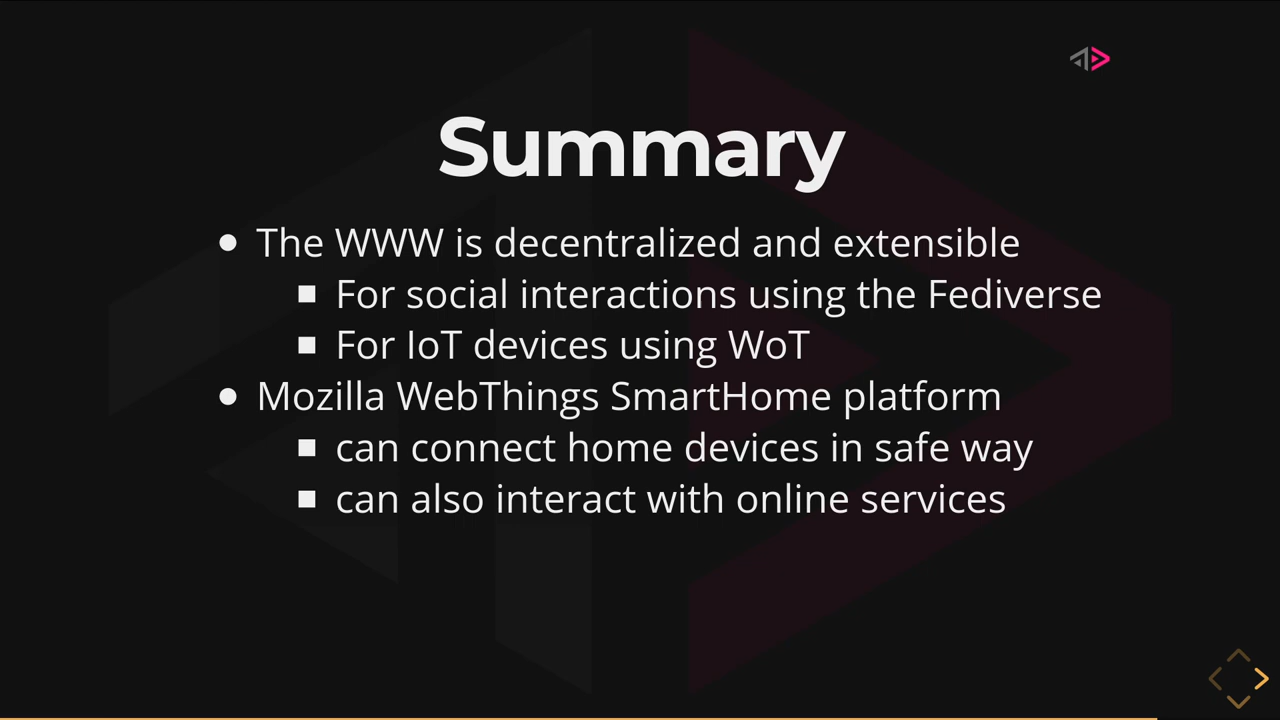 Summary
The WWW is decentralized and extensible
For social interactions using the Fediverse
For IoT devices using WoT
Mozilla WebThings SmartHome platform
can connect home devices in safe way
can also interact with online services